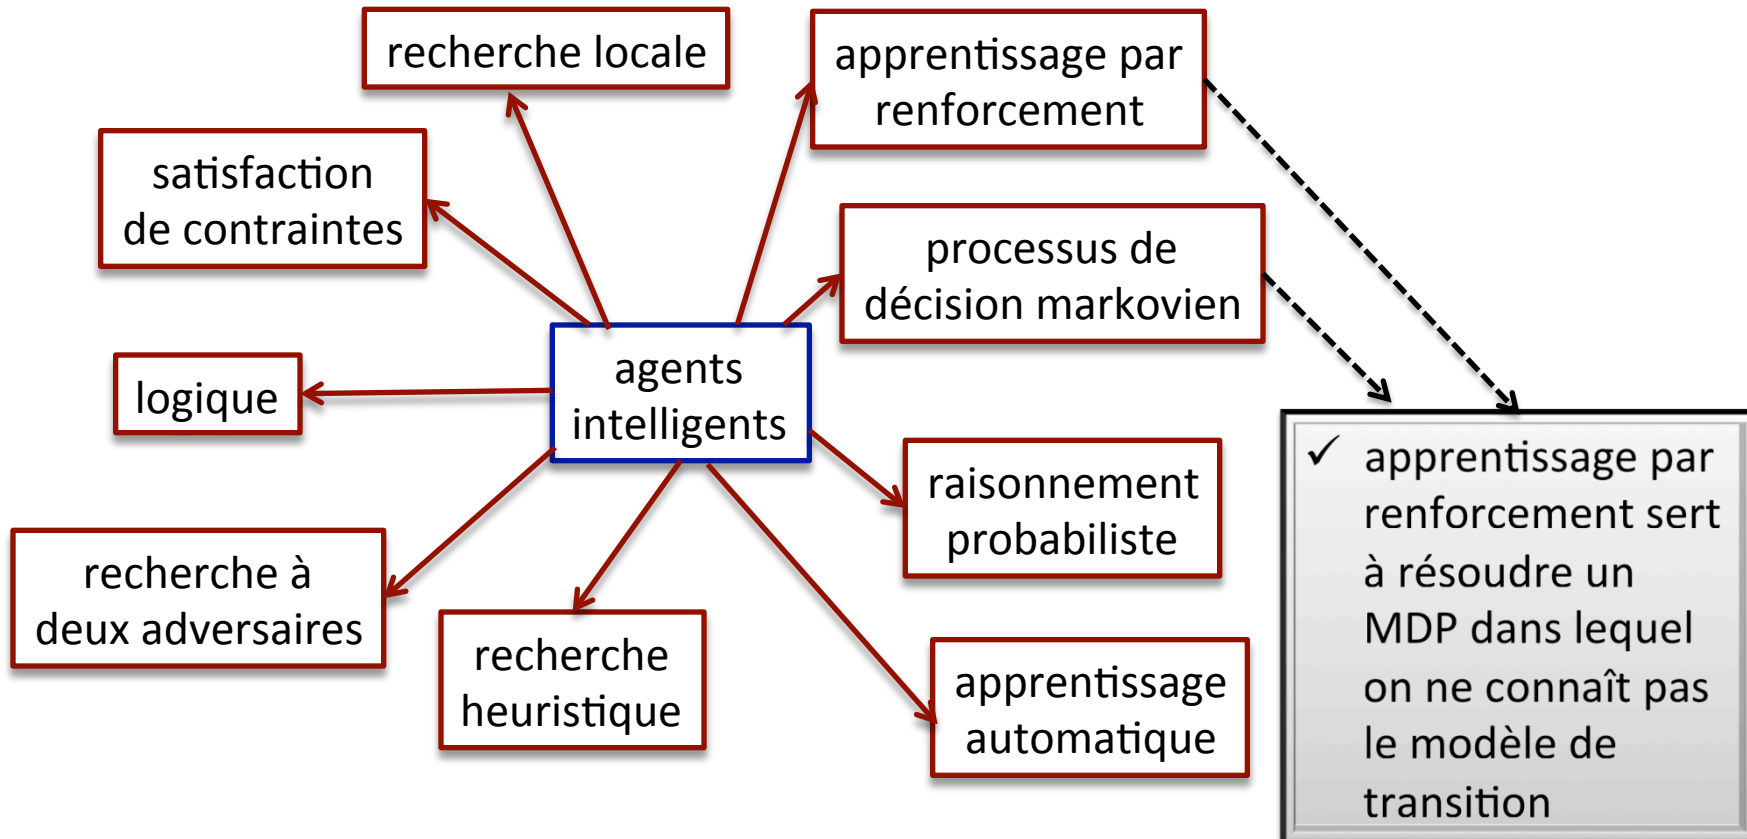 recherche locale
apprentissage par
renforcement
satisfaction
de contraintes
processus de
décision markovien
agents
intelligents
logique
raisonnement
probabiliste
recherche à
deux adversaires
recherche
heuristique
apprentissage
automatique
✓ apprentissage par
renforcement sert
à résoudre un
MDP dans lequel
on ne connaît pas
le modèle de
transition